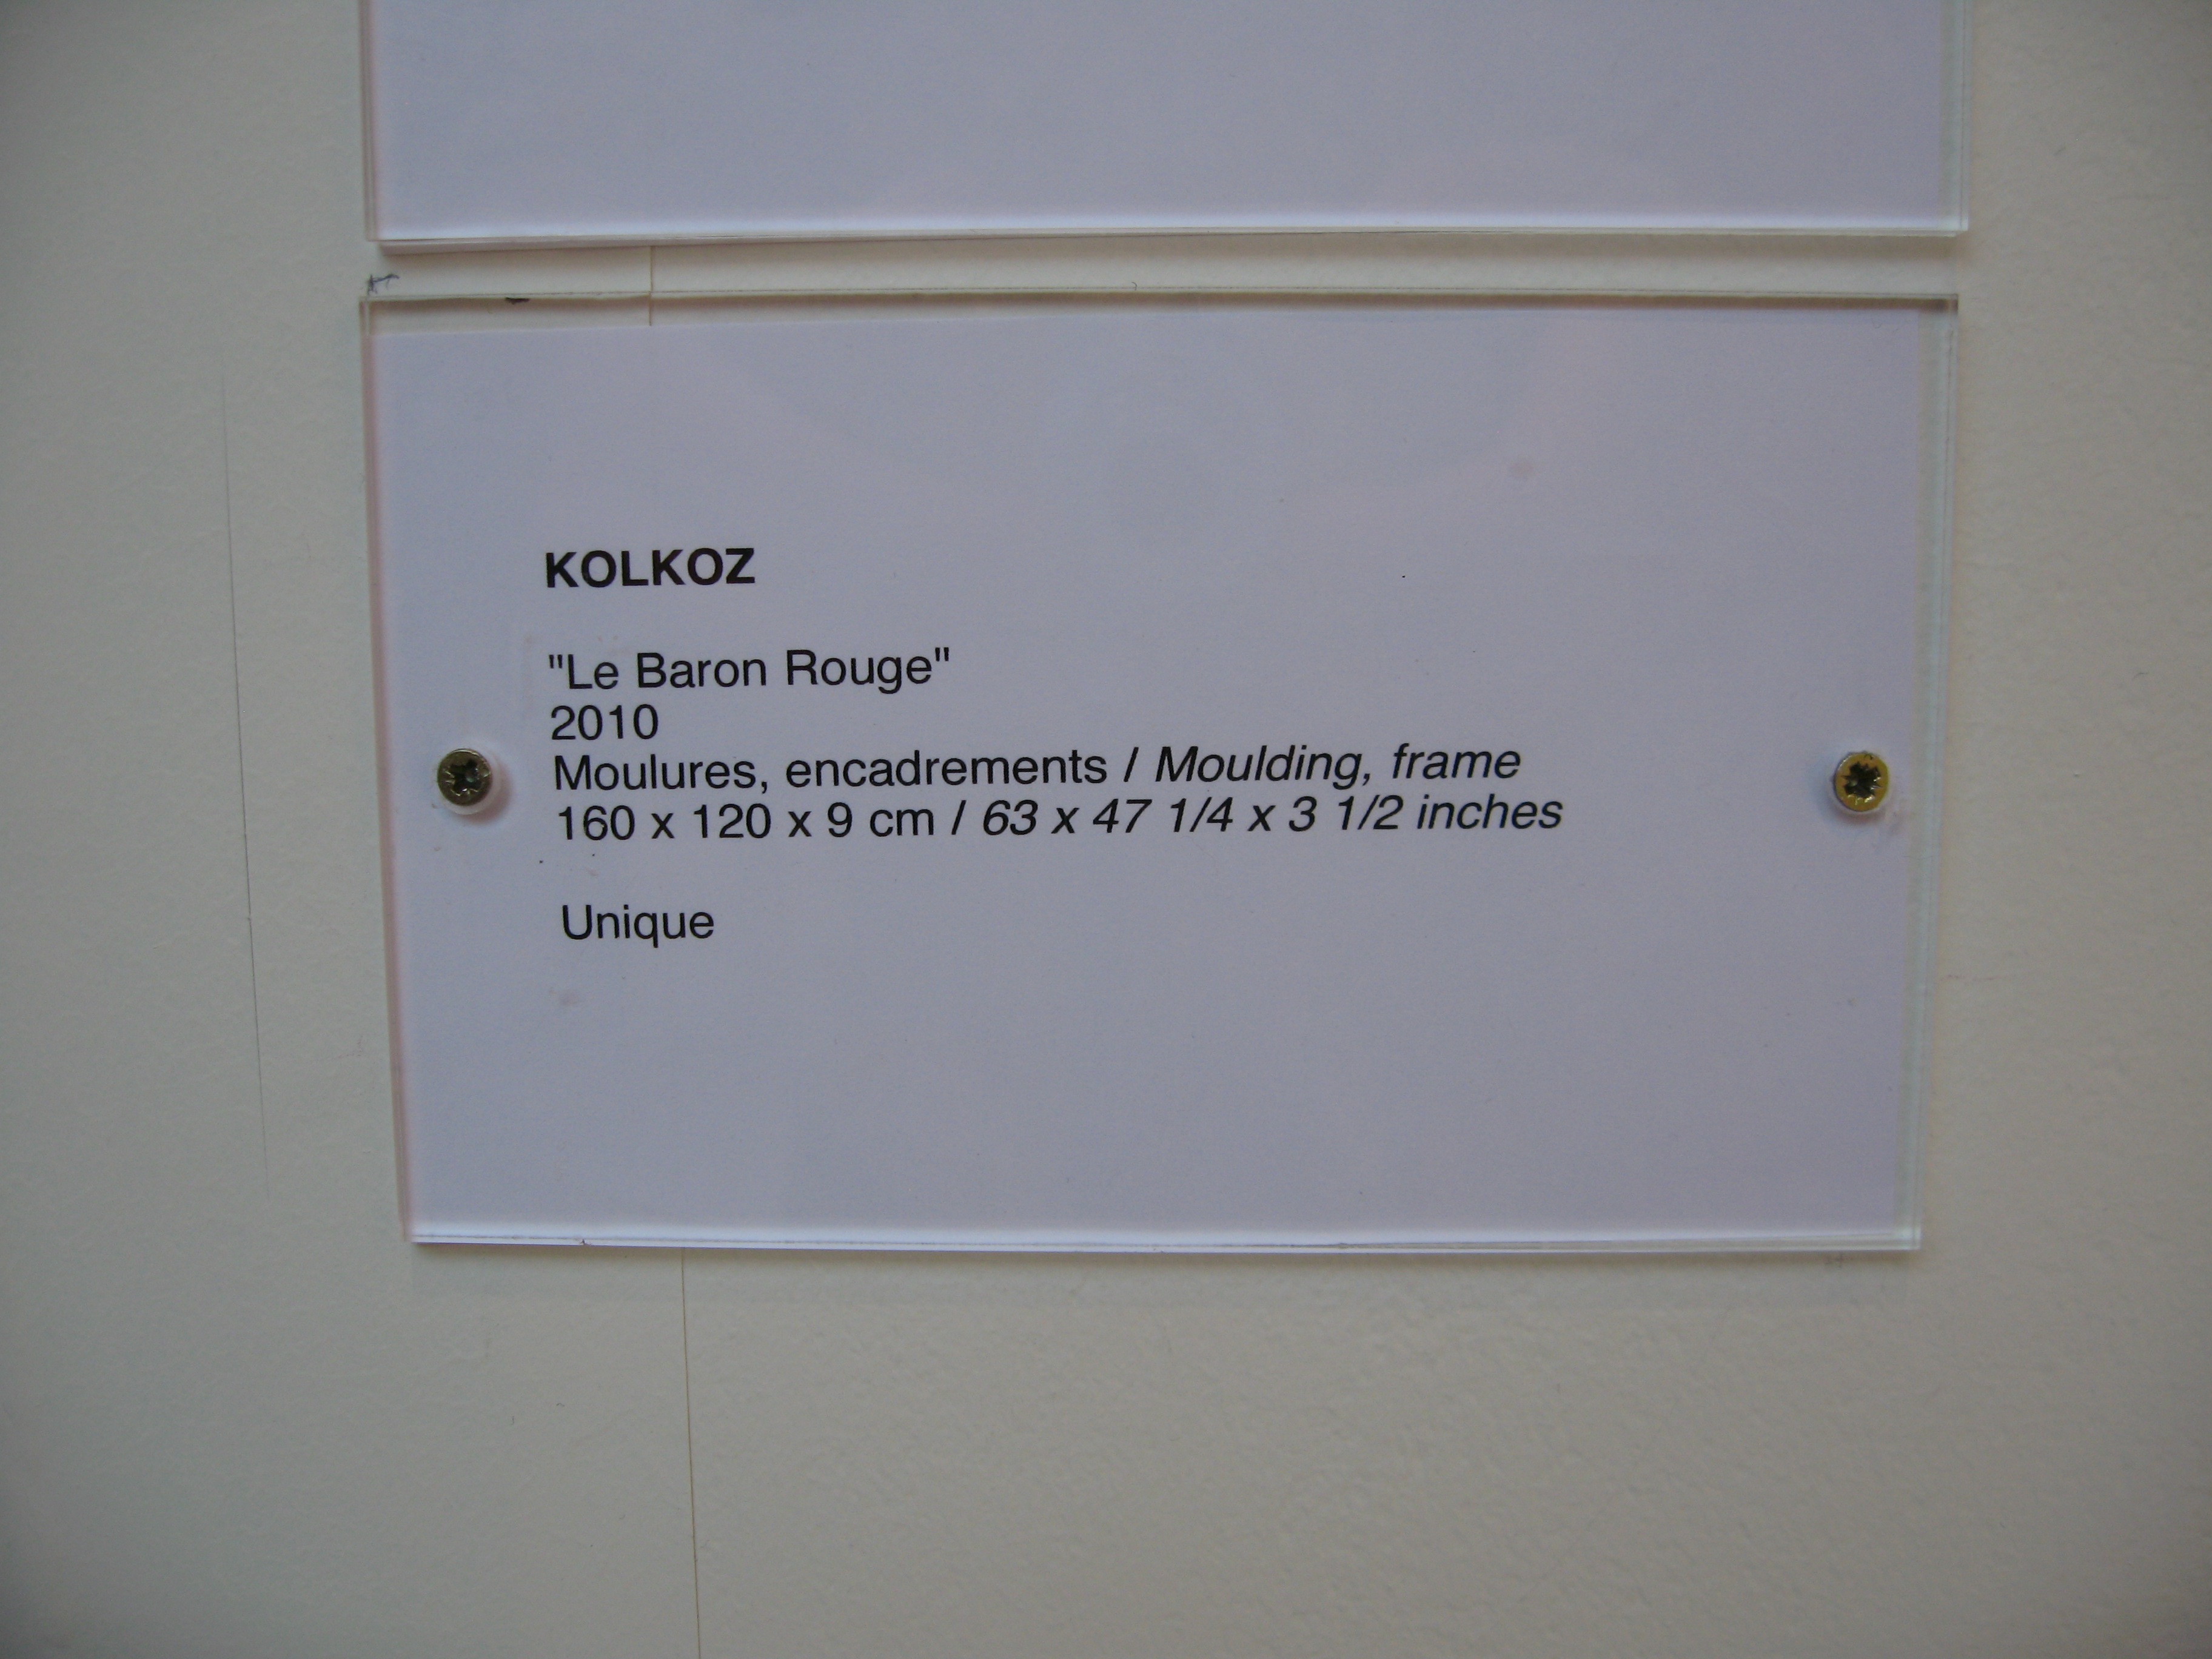 KOLKOZ
"Le Baron Rouge"
2010
Moulures, encadrements / Moulding, frame
160 x 120 x 9 cm / 63 x 47 1/4 x 3 1/2 inches
Unique